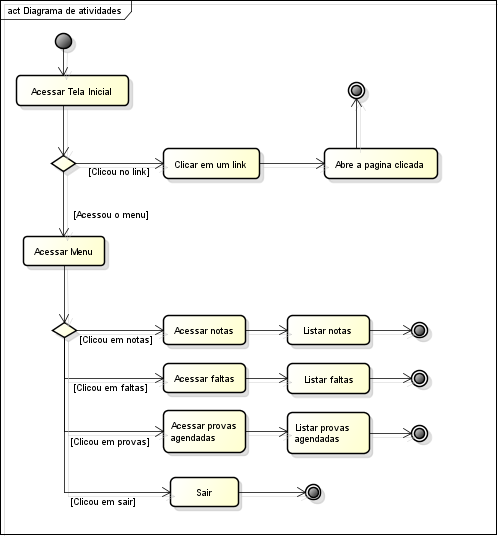 act Diagrama de atividades
Acessar Tela Inicial
[Clicou no link]
Clicar em um link
Abre a pagina clicada
[Acessou o menu]
Acessar Menu
[Clicou em notas]
Acessar notas
Listar notas
[Clicou em faltas]
Acessar faltas
Listar faltas
[Clicou em provas]
Acessar provas
agendadas
Listar provas
agendadas
[Clicou em sair]
Sair